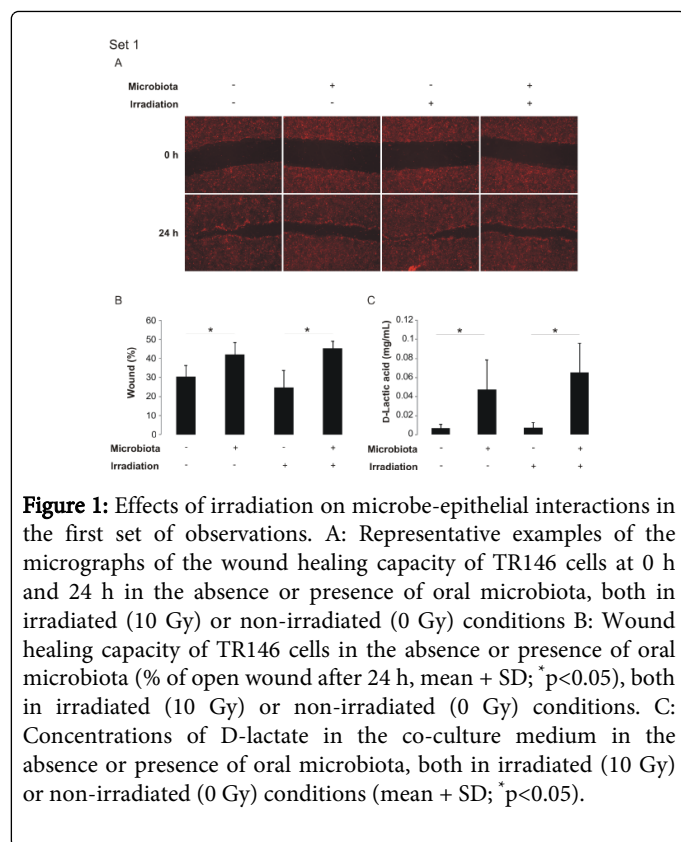 Set 1
A
Microbiota - + - +
Irradiation - - + +
0 h
24 h
B
C
Wound (%)
60
50
40
30
20
10
0
* *
Microbiota - + - +
Irradiation - - + +
D-Lactic acid (mg/mL)
0.12
0.1
0.08
0.06
0.04
0.02
0
* *
Microbiota - + - +
Irradiation - - + +
Figure 1: Effects of irradiation on microbe-epithelial interactions in
the first set of observations. A: Representative examples of the
micrographs of the wound healing capacity of TR146 cells at 0 h
and 24 h in the absence or presence of oral microbiota, both in
irradiated (10 Gy) or non-irradiated (0 Gy) conditions B: Wound
healing capacity of TR146 cells in the absence or presence of oral
microbiota (% of open wound after 24 h, mean + SD; *p<0.05), both
in irradiated (10 Gy) or non-irradiated (0 Gy) conditions. C:
Concentrations of D-lactate in the co-culture medium in the
absence or presence of oral microbiota, both in irradiated (10 Gy)
or non-irradiated (0 Gy) conditions (mean + SD; *p<0.05).